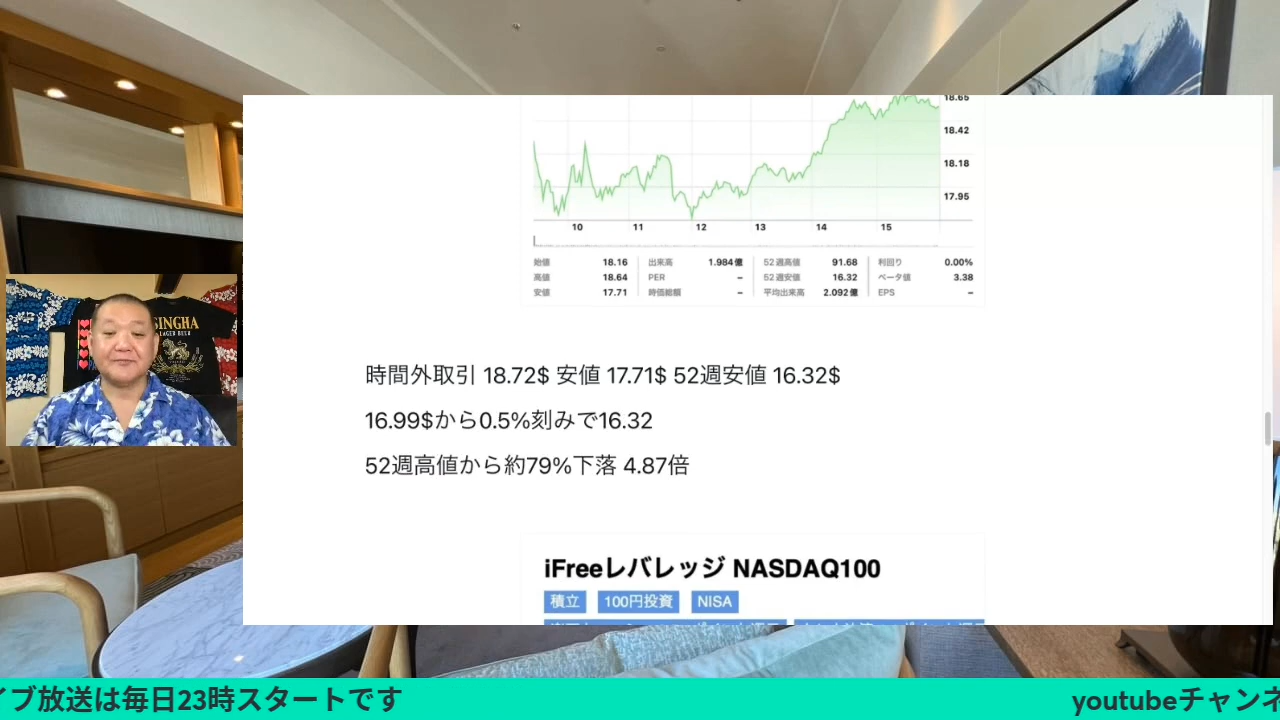 18.65
18.42
18.18
17.95
10 11 12 13 14 15
始値 18.16 出来高 1.984億 52週高値 91.68 利回り 0.00%
高値 18.64 PER – 52週安値 16.32 ベータ値 3.38
安値 17.71 時価総額 – 平均出来高 2.092億 EPS –
SINGHA
LAGER BEER
時間外取引 18.72$ 安値 17.71$ 52週安値 16.32$
16.99$から0.5%刻みで16.32
52週高値から約79%下落 4.87倍
iFreeレバレッジ NASDAQ100
積立 100円投資 NISA
イブ放送は毎日23時スタートです youtubeチャンネ